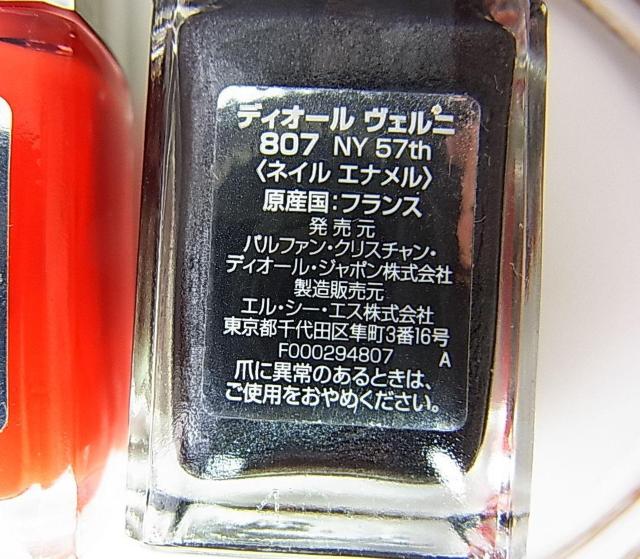 ディオール ヴェルニ
807 NY 57th
〈ネイル エナメル〉
原産国:フランス
発売元
パルファン・クリスチャン・
ディオール・ジャポン株式会社
製造販売元
エル・シー・エス株式会社
東京都千代田区隼町3番16号
F000294807 A
爪に異常のあるときは、
ご使用をおやめください。